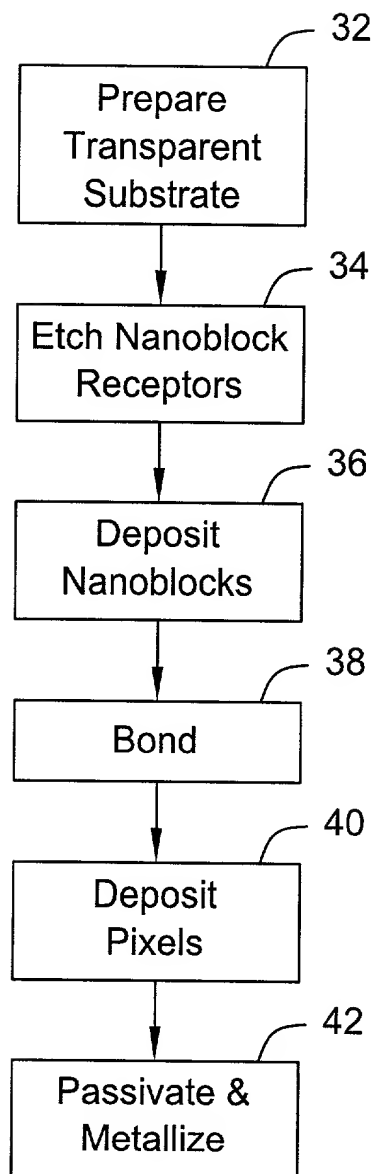 32
Prepare
Transparent
Substrate
34
Etch Nanoblock
Receptors
36
Deposit
Nanoblocks
38
Bond
40
Deposit
Pixels
42
Passivate &
Metallize